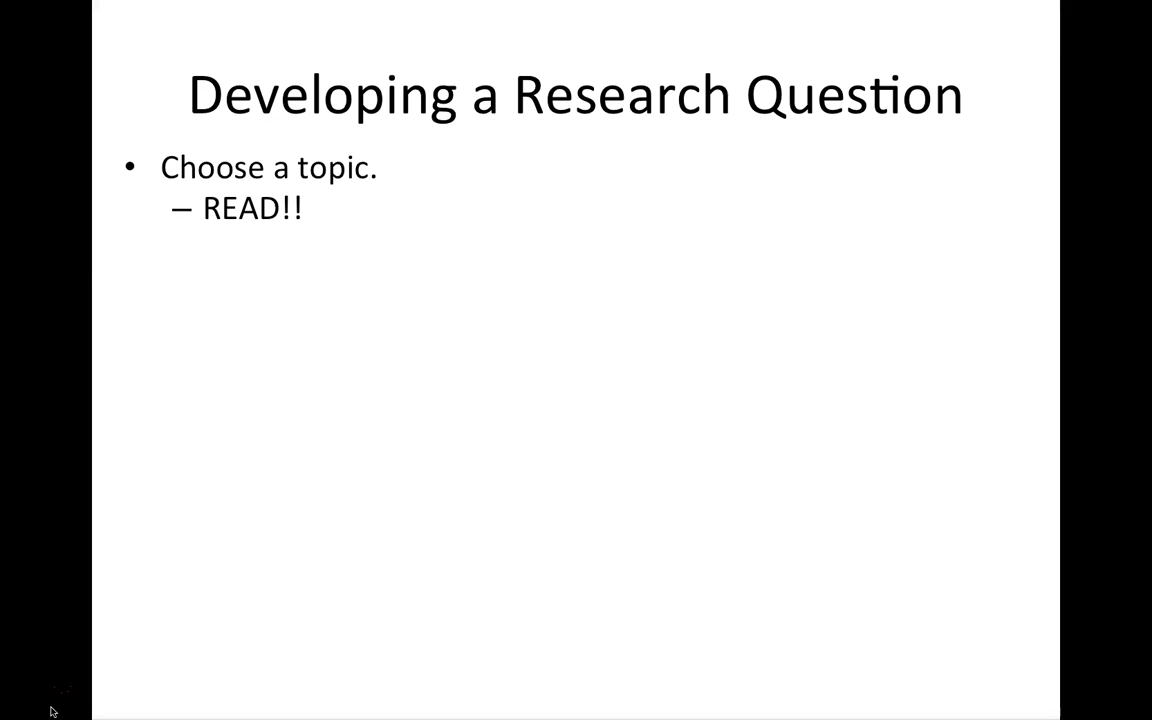 Developing a Research Question
• Choose a topic.
– READ!!